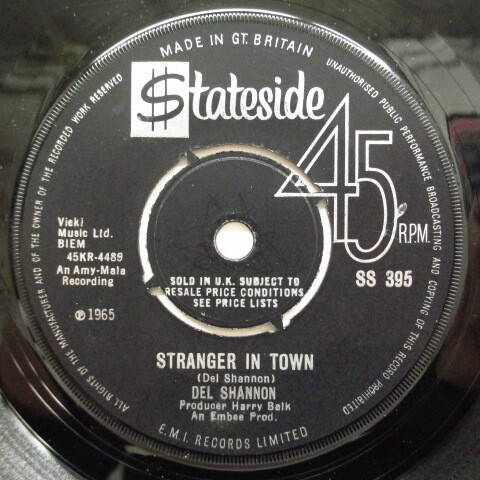 MADE IN GT. BRITAIN
UNAUTHORISED PUBLIC PERFORMANCE BROADCASTING AND COPYING OF THIS RECORD PROHIBITED
ALL RIGHTS OF THE MANUFACTURER AND OF THE OWNER OF THE RECORDED WORK RESERVED
$tateside
45
R.P.M.
Vicki
Music Ltd.
BIEM
45KR-4489
An Amy-Mala
Recording
SS 395
SOLD IN U.K. SUBJECT TO
RESALE PRICE CONDITIONS
SEE PRICE LISTS
℗ 1965
STRANGER IN TOWN
(Del Shannon)
DEL SHANNON
Producer Harry Balk
An Embee Prod.
E.M.I. RECORDS LIMITED